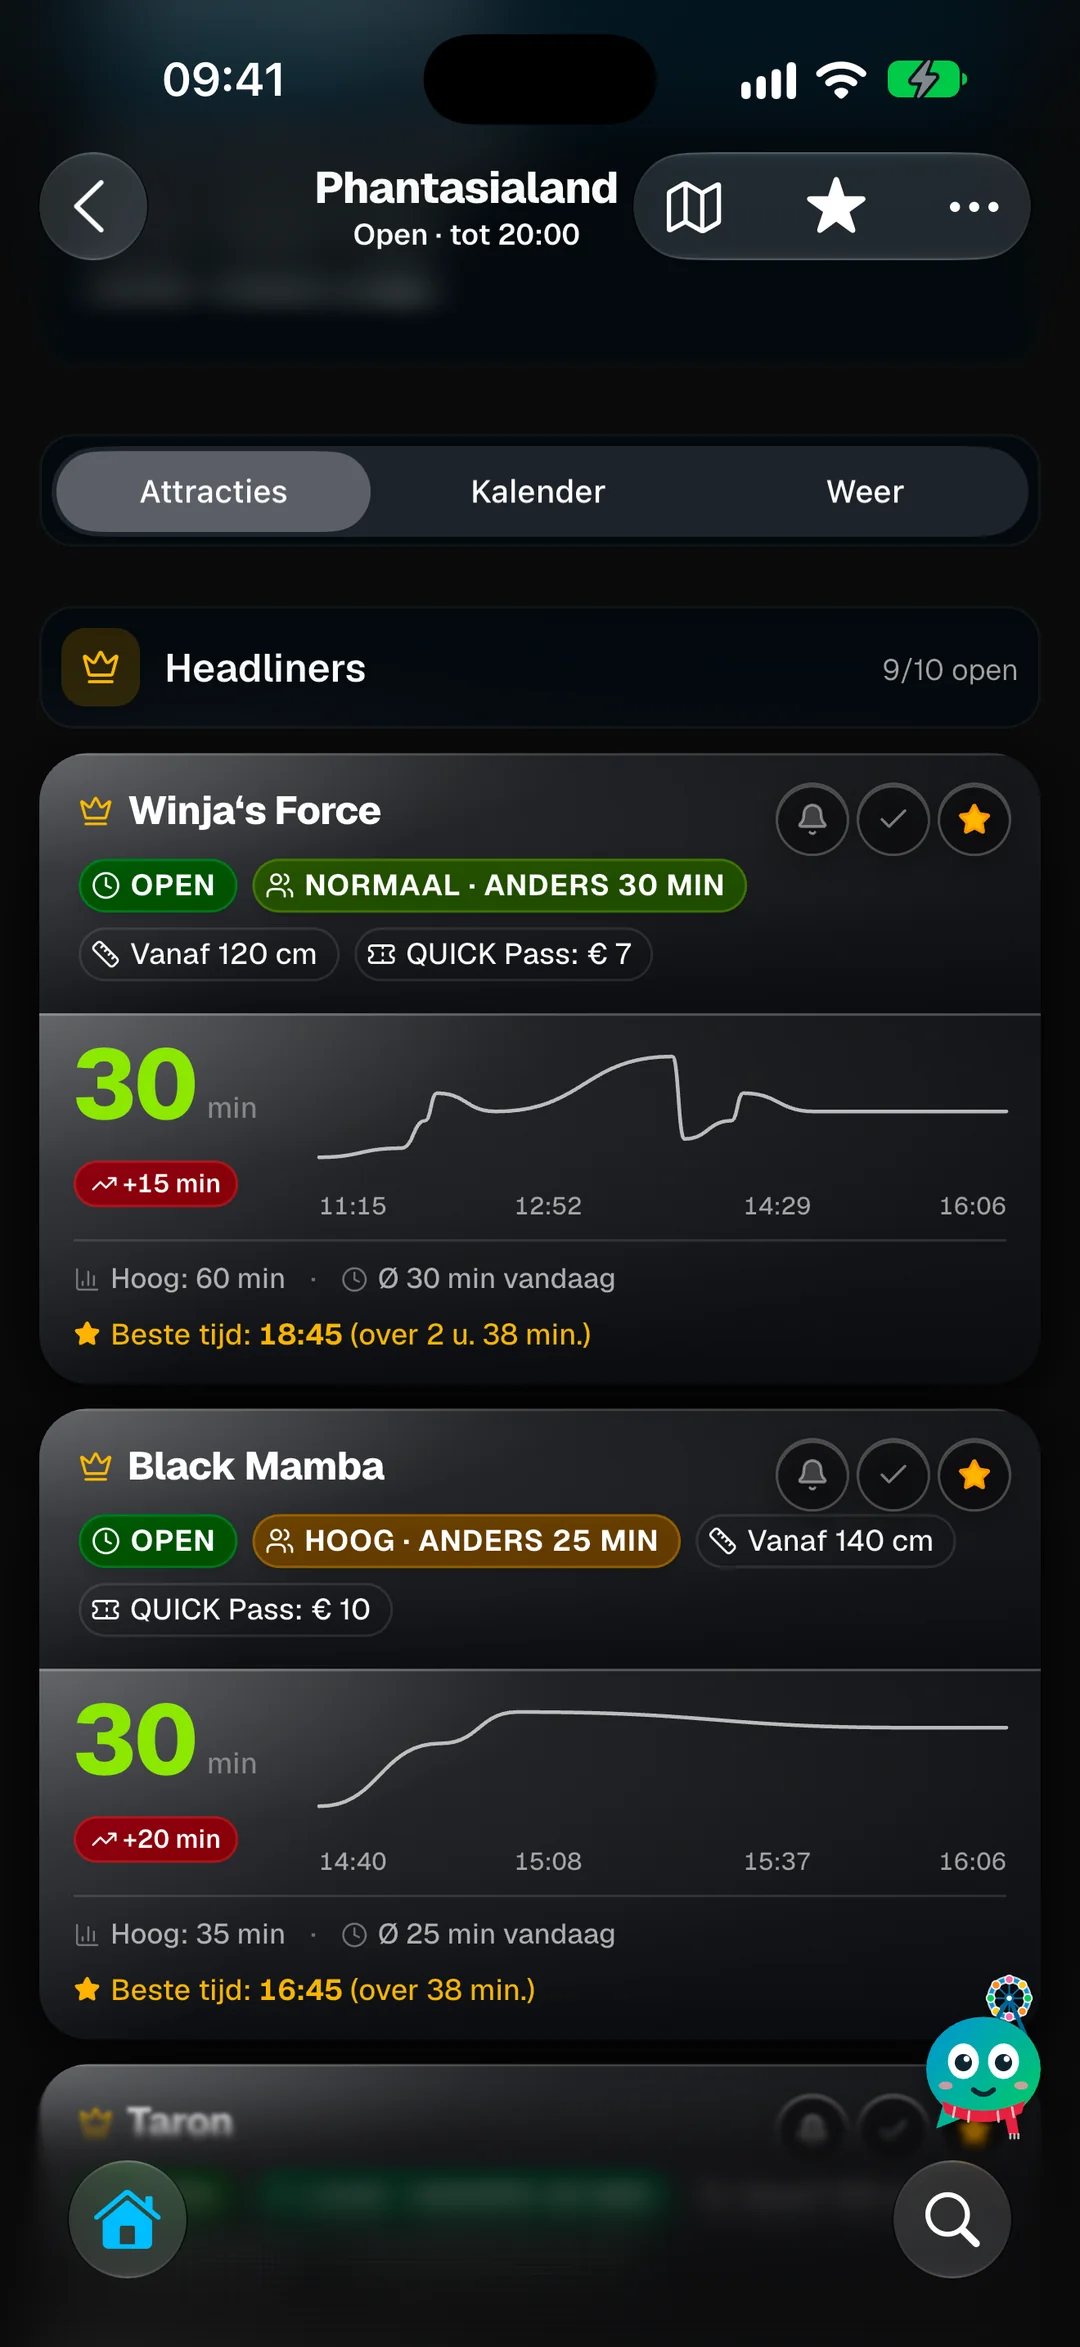 09:41
Phantasialand
Open · tot 20:00
Attracties Kalender Weer
Headliners 9/10 open
Winja‘s Force
OPEN NORMAAL · ANDERS 30 MIN
Vanaf 120 cm QUICK Pass: € 7
30 min
+15 min
11:15 12:52 14:29 16:06
Hoog: 60 min · Ø 30 min vandaag
Beste tijd: 18:45 (over 2 u. 38 min.)
Black Mamba
OPEN HOOG · ANDERS 25 MIN Vanaf 140 cm
QUICK Pass: € 10
30 min
+20 min
14:40 15:08 15:37 16:06
Hoog: 35 min · Ø 25 min vandaag
Beste tijd: 16:45 (over 38 min.)
Taron